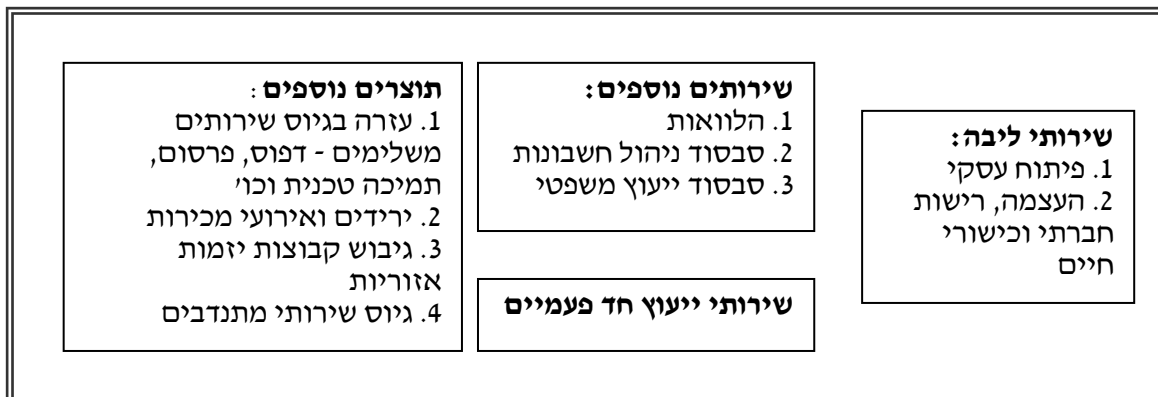 שירותי ליבה:
1. פיתוח עסקי
2. העצמה, רישות
חברתי וכישורי
חיים
שירותים נוספים:
1. הלוואות
2. סבסוד ניהול חשבונות
3. סבסוד ייעוץ משפטי
שירותי ייעוץ חד פעמיים
תוצרים נוספים:
1. עזרה בגיוס שירותים
משלימים - דפוס, פרסום,
תמיכה טכנית וכו'
2. ירידים ואירועי מכירות
3. גיבוש קבוצות יזמות
אזוריות
4. גיוס שירותי מתנדבים